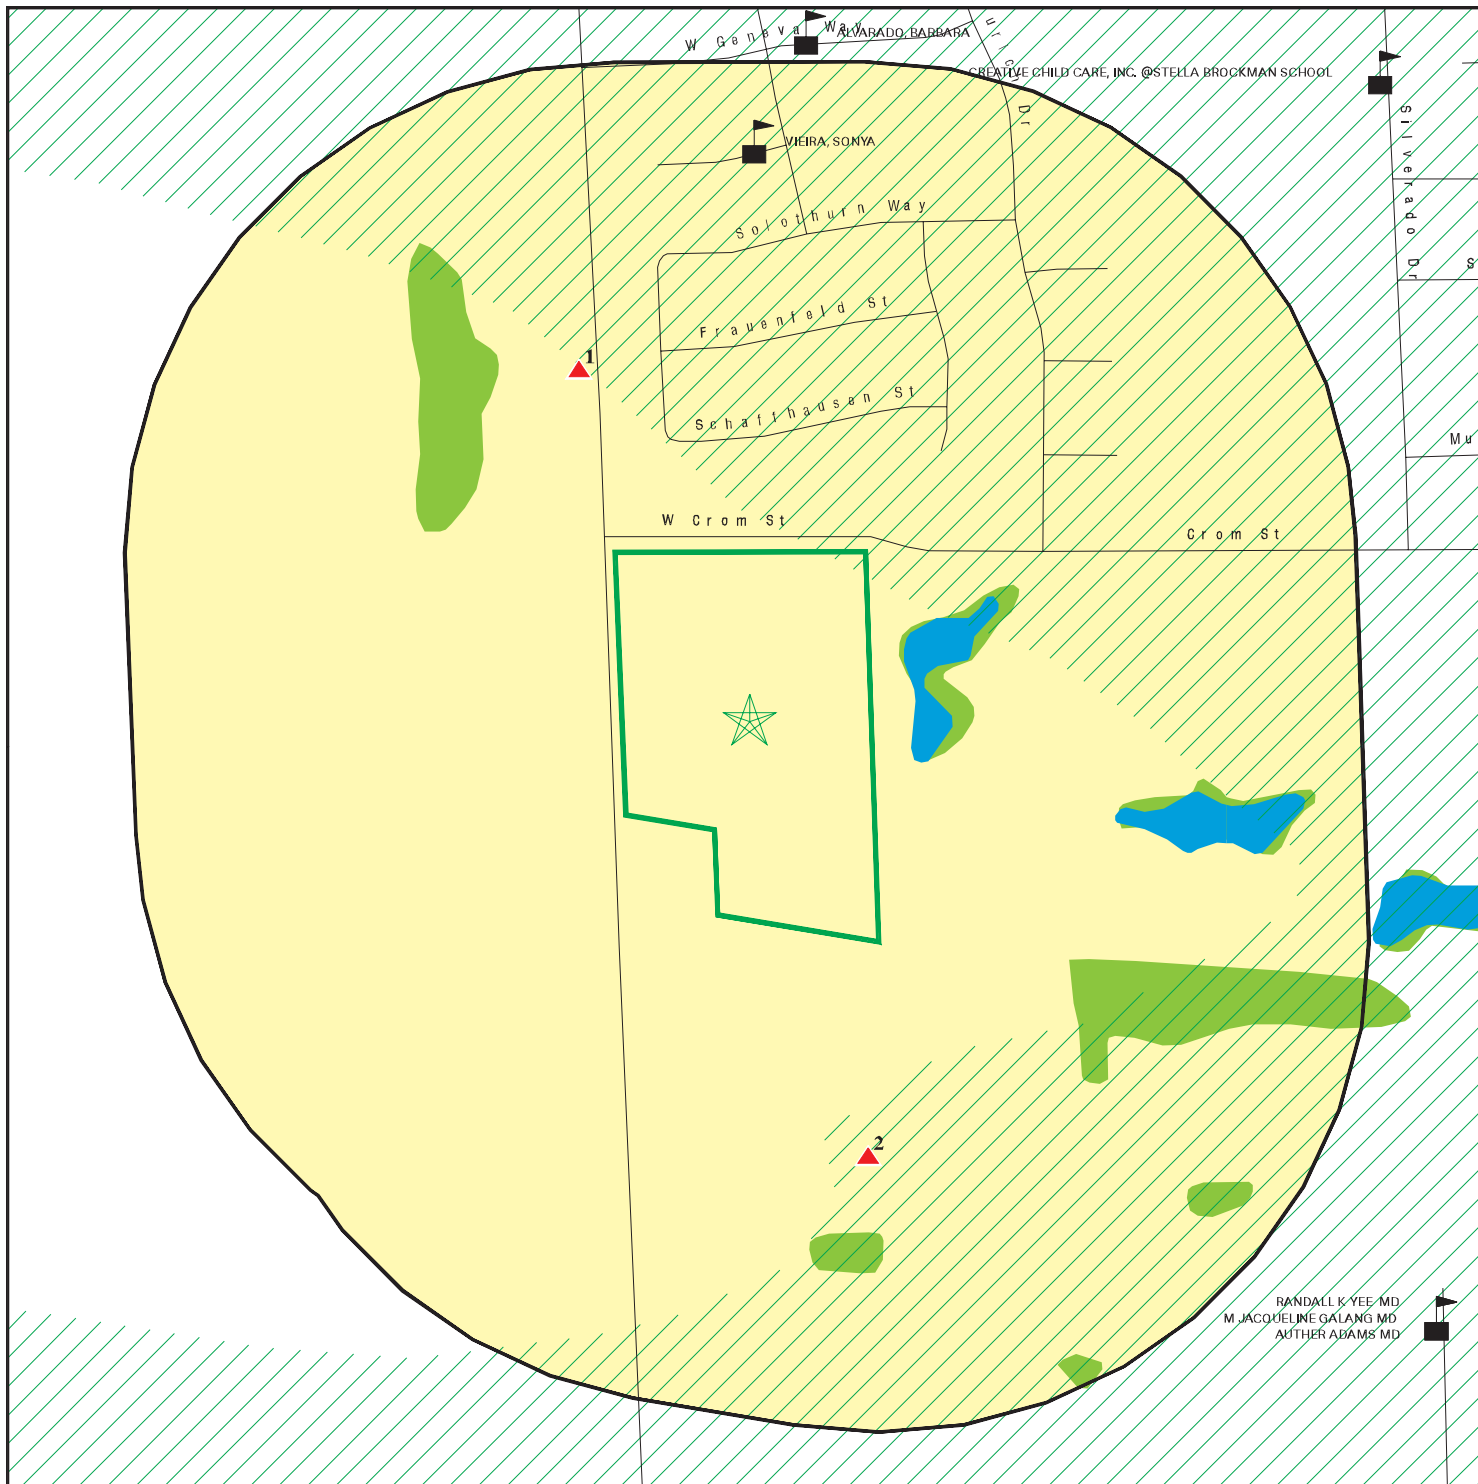 W Geneva Way
ALVARADO, BARBARA
CREATIVE CHILD CARE, INC. @STELLA BROCKMAN SCHOOL
Dr
Silverado Dr
VIEIRA, SONYA
Solothurn Way
S
Frauenfeld St
1
Schaffhausen St
Mu
W Crom St
Crom St
2
RANDALL K YEE MD
M JACQUELINE GALANG MD
AUTHER ADAMS MD